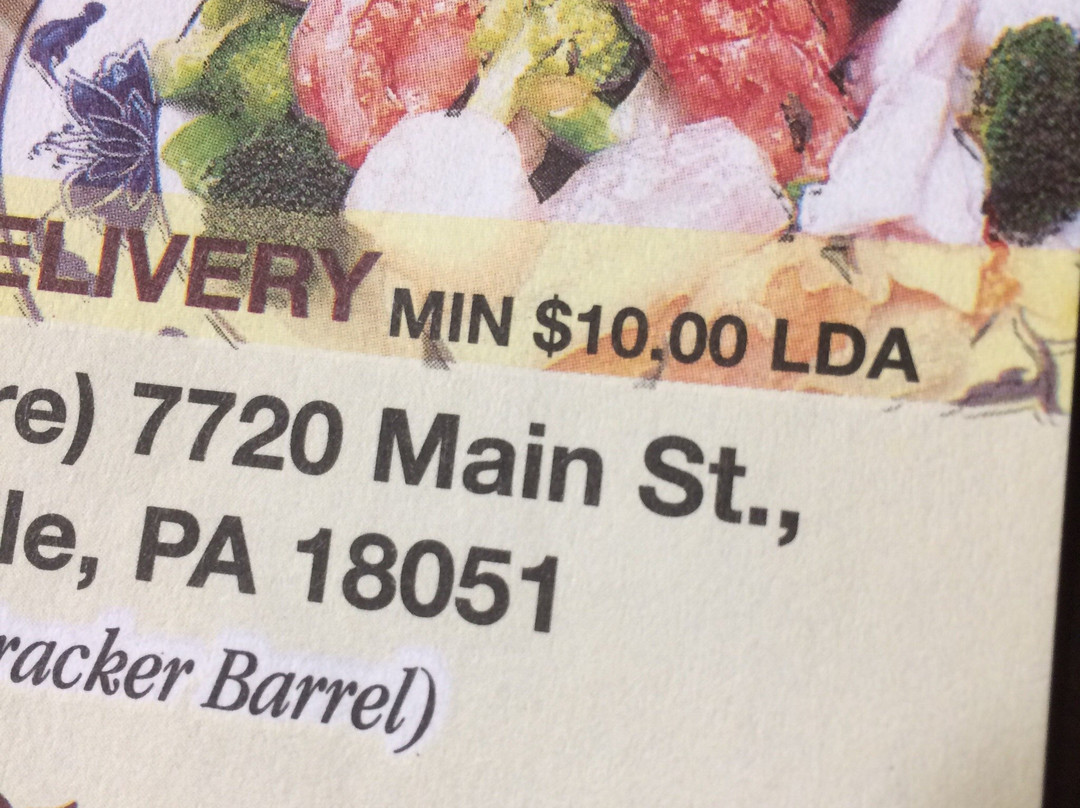 ELIVERY MIN $10.00 LDA
re) 7720 Main St.,
le, PA 18051
racker Barrel)